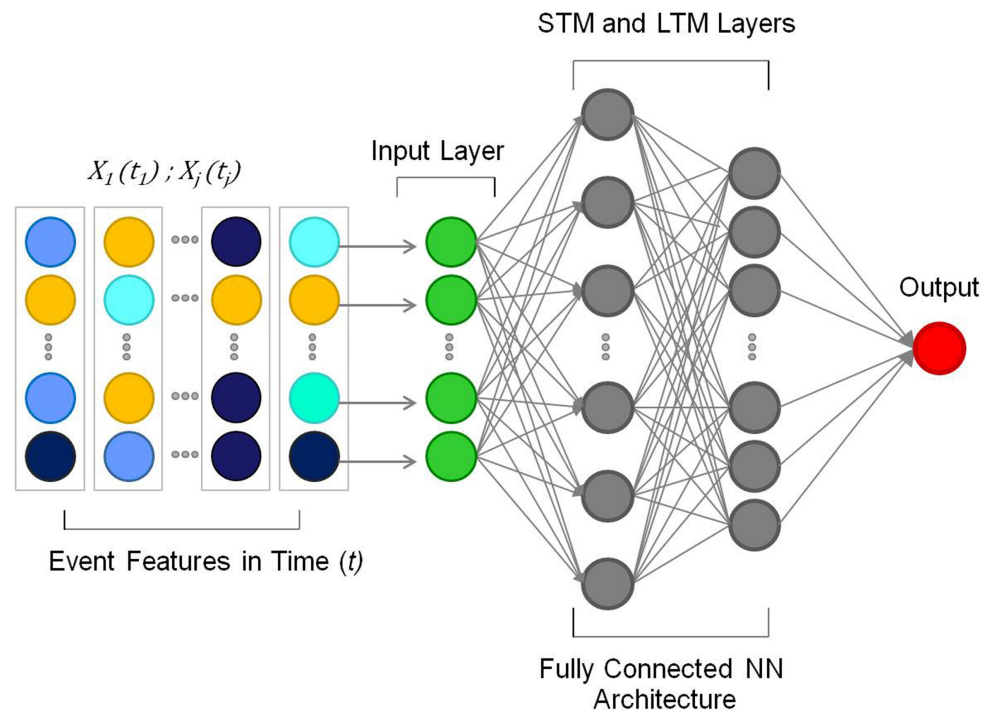 STM and LTM Layers
Input Layer
X1 (t1) ; Xj (tj)
Output
Event Features in Time (t)
Fully Connected NN
Architecture